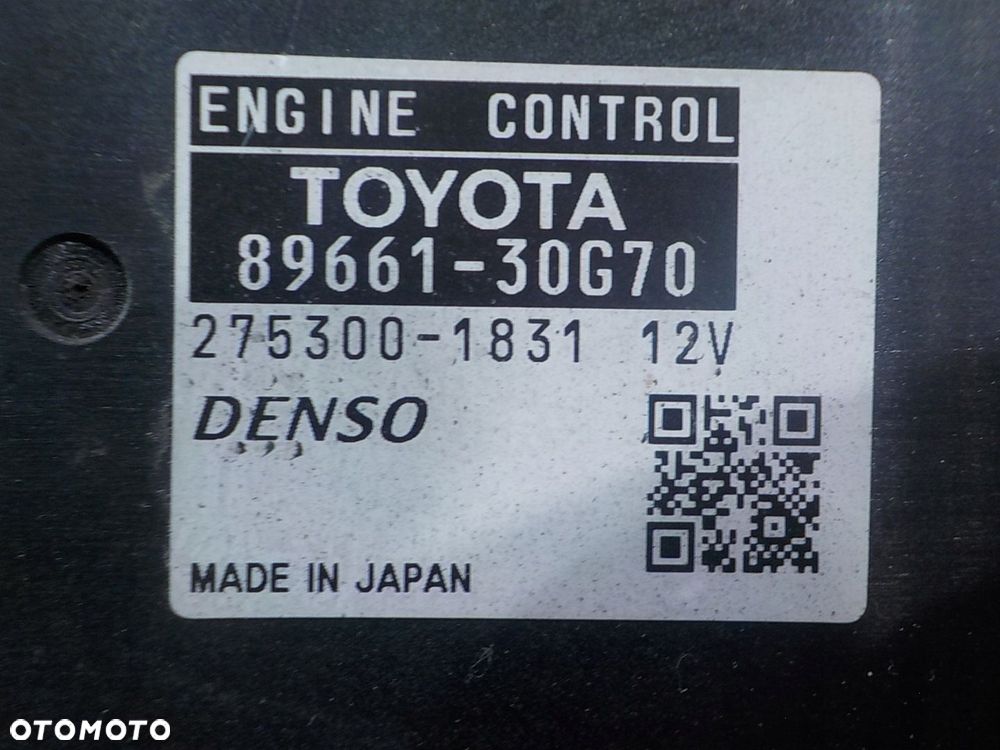 ENGINE CONTROL
TOYOTA
89661-30G70
275300-1831 12V
DENSO
MADE IN JAPAN
OTOMOTO